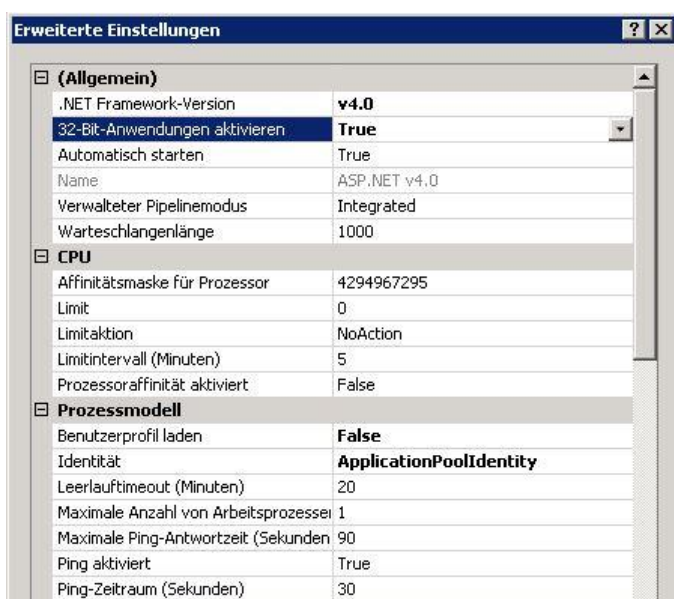 Erweiterte Einstellungen
(Allgemein)
.NET Framework-Version v4.0
32-Bit-Anwendungen aktivieren True
Automatisch starten True
Name ASP.NET v4.0
Verwalteter Pipelinemodus Integrated
Warteschlangenlänge 1000
CPU
Affinitätsmaske für Prozessor 4294967295
Limit 0
Limitaktion NoAction
Limitintervall (Minuten) 5
Prozessoraffinität aktiviert False
Prozessmodell
Benutzerprofil laden False
Identität ApplicationPoolIdentity
Leerlauftimeout (Minuten) 20
Maximale Anzahl von Arbeitsprozesser 1
Maximale Ping-Antwortzeit (Sekunden 90
Ping aktiviert True
Ping-Zeitraum (Sekunden) 30